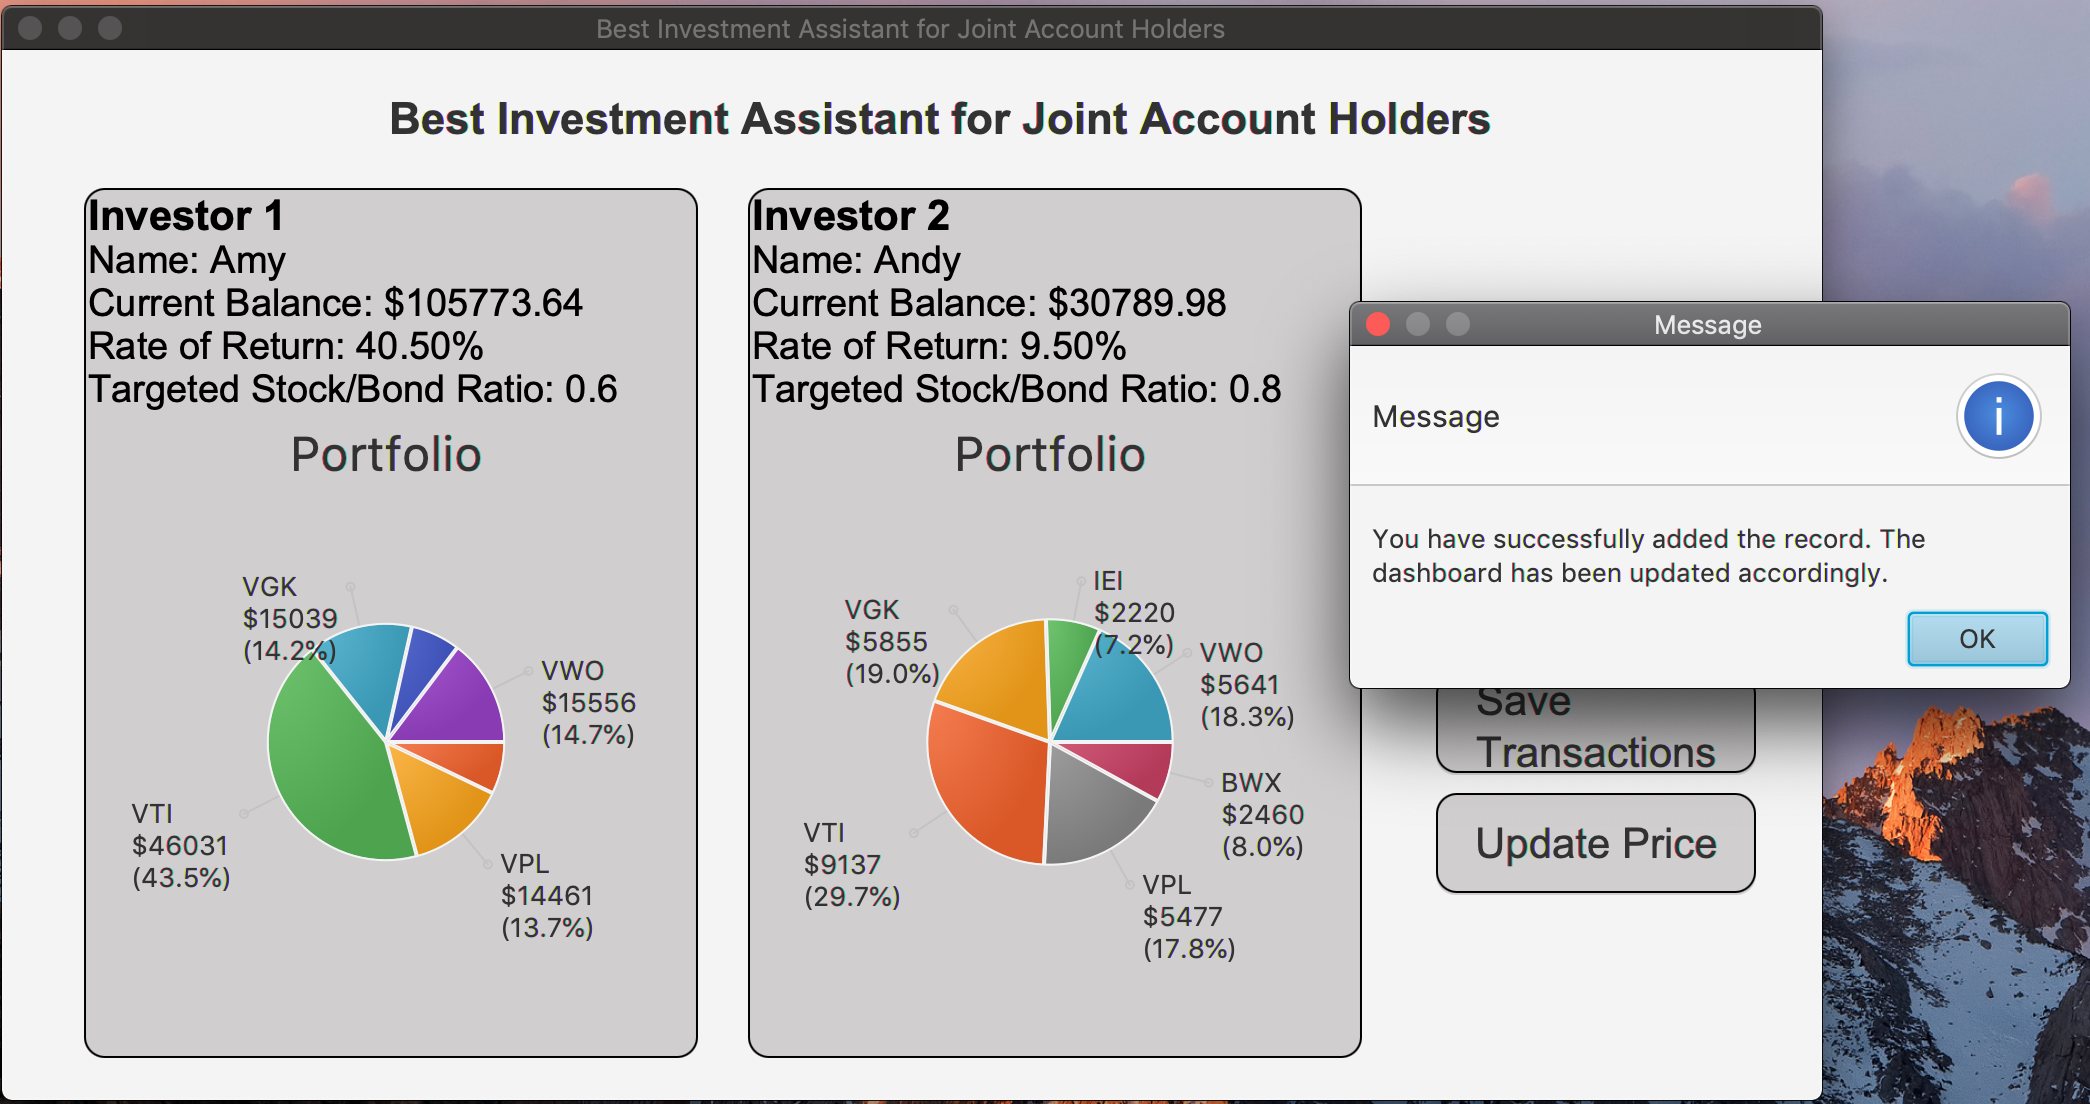 Best Investment Assistant for Joint Account Holders
Best Investment Assistant for Joint Account Holders
Investor 1
Name: Amy
Current Balance: $105773.64
Rate of Return: 40.50%
Targeted Stock/Bond Ratio: 0.6
Portfolio
VGK
$15039
(14.2%)
VWO
$15556
(14.7%)
VTI
$46031
(43.5%)
VPL
$14461
(13.7%)
Investor 2
Name: Andy
Current Balance: $30789.98
Rate of Return: 9.50%
Targeted Stock/Bond Ratio: 0.8
Portfolio
IEI
$2220
(7.2%)
VGK
$5855
(19.0%)
VWO
$5641
(18.3%)
BWX
$2460
(8.0%)
VTI
$9137
(29.7%)
VPL
$5477
(17.8%)
Message
Message
i
You have successfully added the record. The
dashboard has been updated accordingly.
OK
Save
Transactions
Update Price